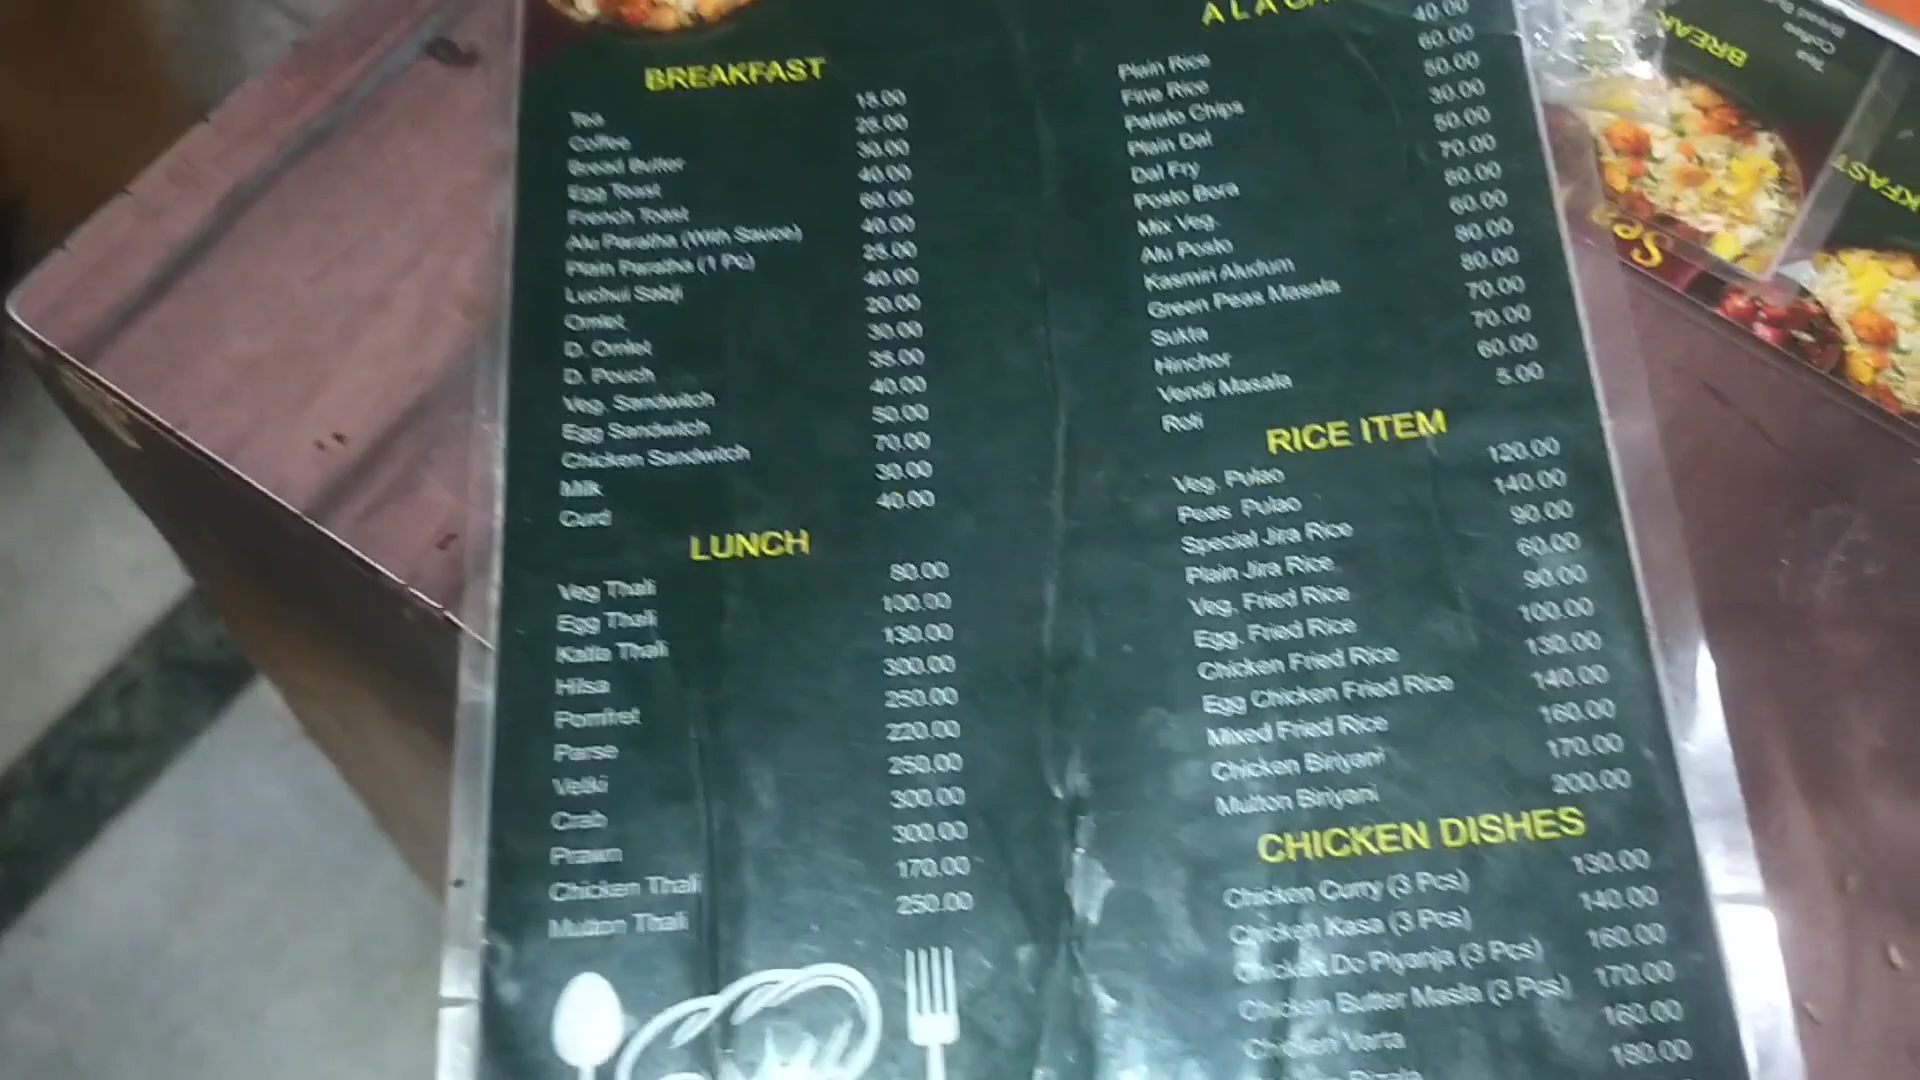 BREAKFAST
Tea 15.00
Coffee 25.00
Bread Butter 30.00
Egg Toast 40.00
French Toast 60.00
Alu Paratha (With Sauce) 40.00
Plain Paratha (1 Pc) 25.00
Luchui Sabji 40.00
Omlet 20.00
D. Omlet 30.00
D. Pouch 35.00
Veg. Sandwitch 40.00
Egg Sandwitch 50.00
Chicken Sandwitch 70.00
Milk 30.00
Curd 40.00
LUNCH
Veg Thali 80.00
Egg Thali 100.00
Katla Thali 130.00
Hilsa 300.00
Pomfret 250.00
Parse 220.00
Vetki 250.00
Crab 300.00
Prawn 300.00
Chicken Thali 170.00
Mutton Thali 250.00
A L A
Plain Rice 40.00
Fine Rice 60.00
Potato Chips 50.00
Plain Dal 30.00
Dal Fry 50.00
Posto Bora 70.00
Mix Veg. 60.00
Alu Posto 60.00
Kasmiri Aludum 80.00
Green Peas Masala 80.00
Sukta 70.00
Hinchor 70.00
Vendi Masala 60.00
Roti 5.00
RICE ITEM
Veg. Pulao 120.00
Peas Pulao 140.00
Special Jira Rice 90.00
Plain Jira Rice 60.00
Veg. Fried Rice 90.00
Egg. Fried Rice 100.00
Chicken Fried Rice 130.00
Egg Chicken Fried Rice 140.00
Mixed Fried Rice 160.00
Chicken Biriyani 170.00
Mutton Biriyani 200.00
CHICKEN DISHES
Chicken Curry (3 Pcs) 130.00
Chicken Kasa (3 Pcs) 140.00
Chicken Do Piyanja (3 Pcs) 160.00
Chicken Butter Masla (3 Pcs) 170.00
Chicken Varta 160.00
180.00
BREAK
Tea
Coffee
KFAST